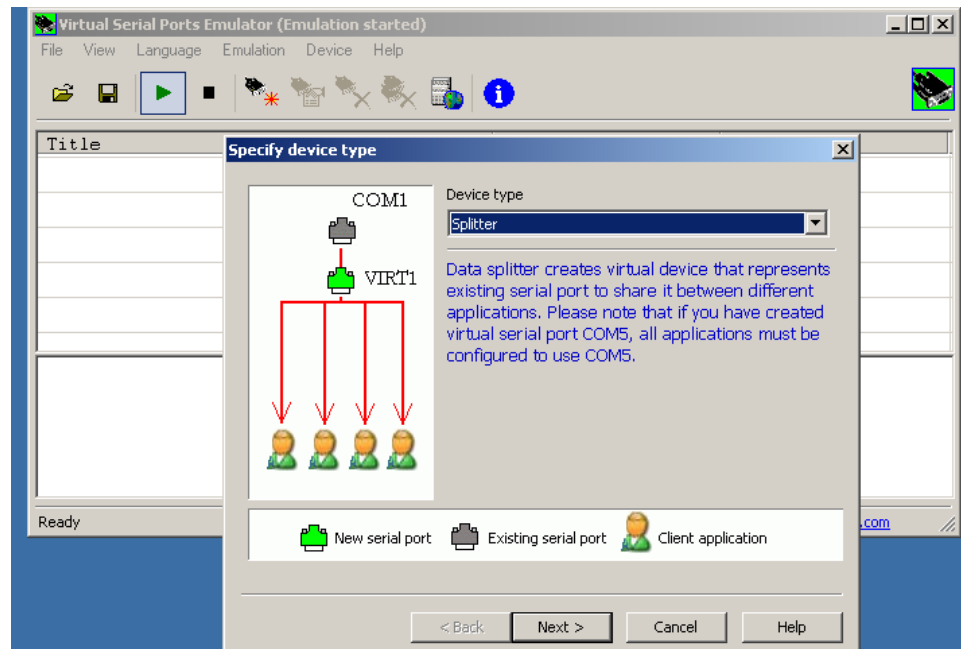 Virtual Serial Ports Emulator (Emulation started)
File View Language Emulation Device Help
Title
Specify device type
COM1
VIRT1
Device type
Splitter
Data splitter creates virtual device that represents
existing serial port to share it between different
applications. Please note that if you have created
virtual serial port COM5, all applications must be
configured to use COM5.
New serial port Existing serial port Client application
Ready
.com
< Back Next > Cancel Help